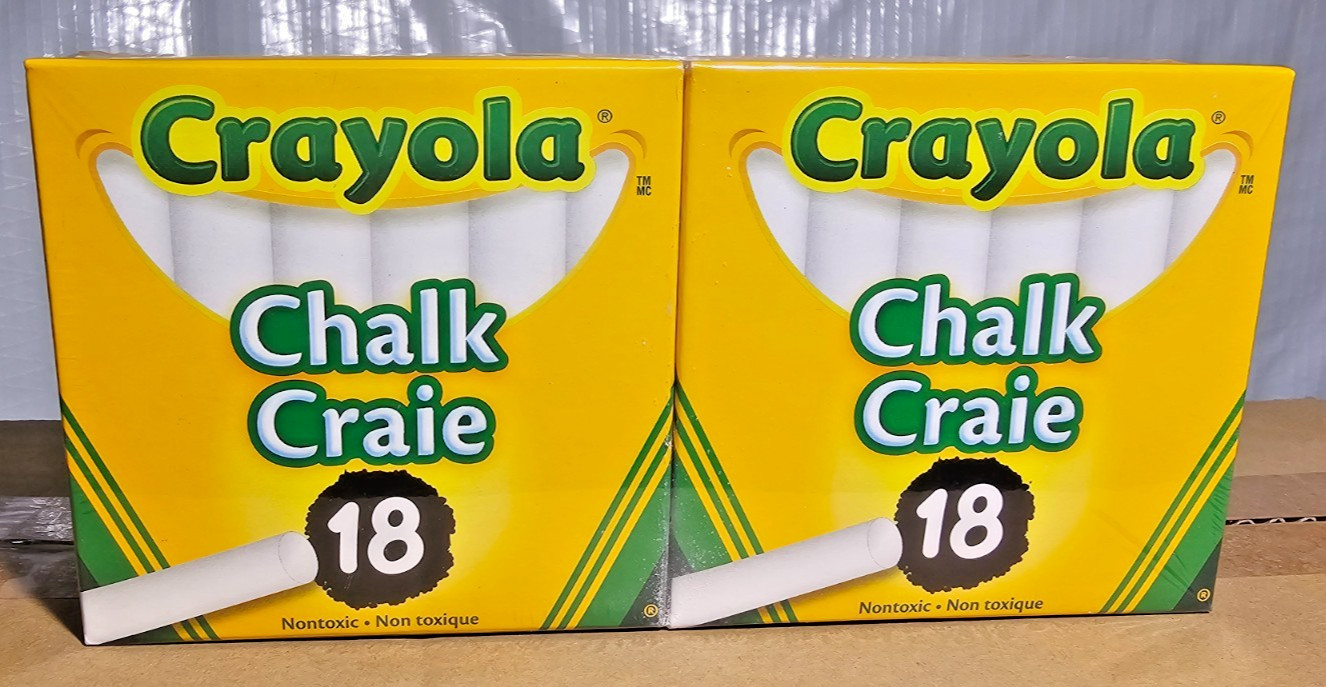 Crayola®
TM
MC
Chalk
Craie
18
Nontoxic • Non toxique
®
Crayola®
TM
MC
Chalk
Craie
18
Nontoxic • Non toxique
®